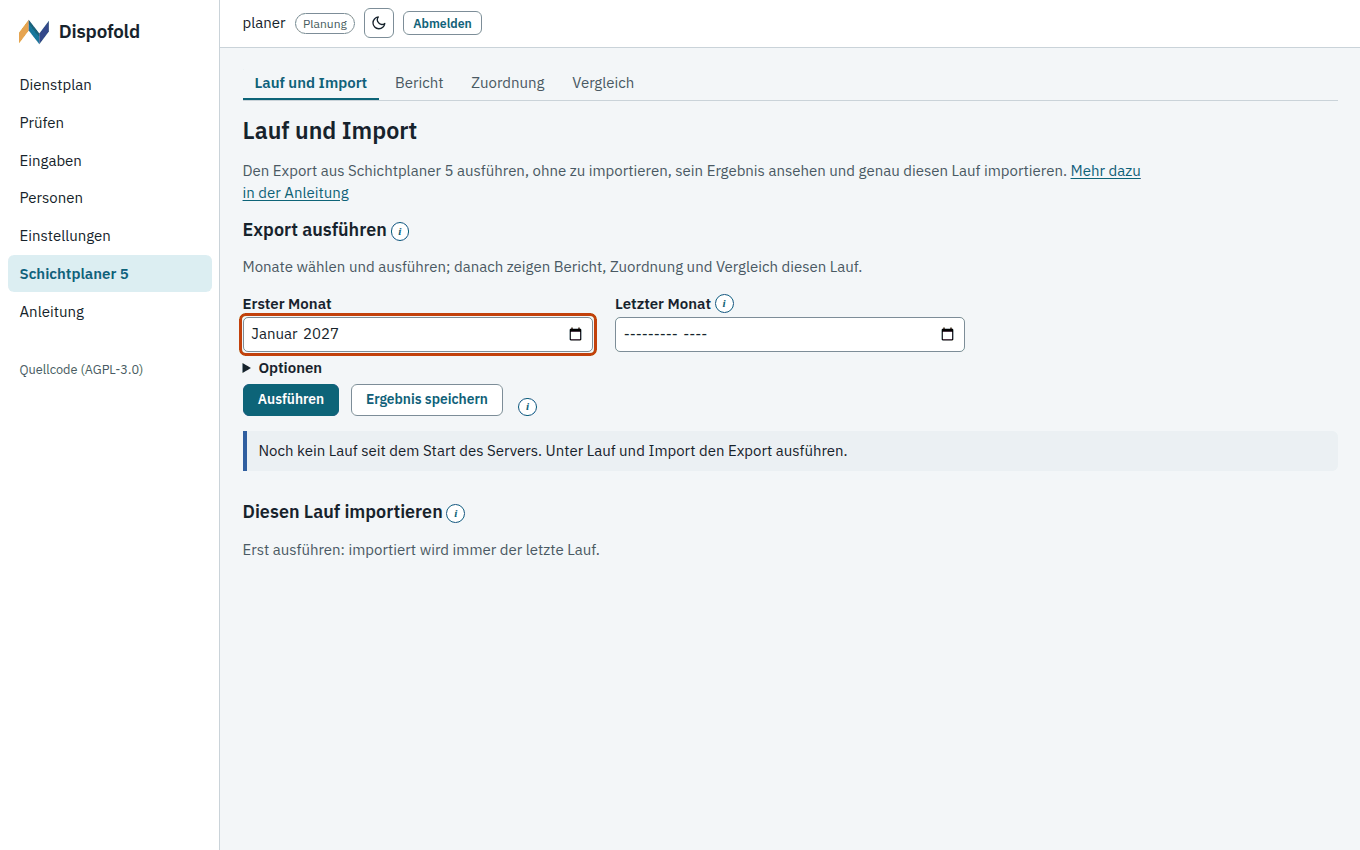 Dispofold
Dienstplan
Prüfen
Eingaben
Personen
Einstellungen
Schichtplaner 5
Anleitung
Quellcode (AGPL-3.0)
planer Planung Abmelden
Lauf und Import Bericht Zuordnung Vergleich
Lauf und Import
Den Export aus Schichtplaner 5 ausführen, ohne zu importieren, sein Ergebnis ansehen und genau diesen Lauf importieren. Mehr dazu
in der Anleitung
Export ausführen i
Monate wählen und ausführen; danach zeigen Bericht, Zuordnung und Vergleich diesen Lauf.
Erster Monat Letzter Monat i
Januar 2027 --------- ----
Optionen
Ausführen Ergebnis speichern i
Noch kein Lauf seit dem Start des Servers. Unter Lauf und Import den Export ausführen.
Diesen Lauf importieren i
Erst ausführen: importiert wird immer der letzte Lauf.